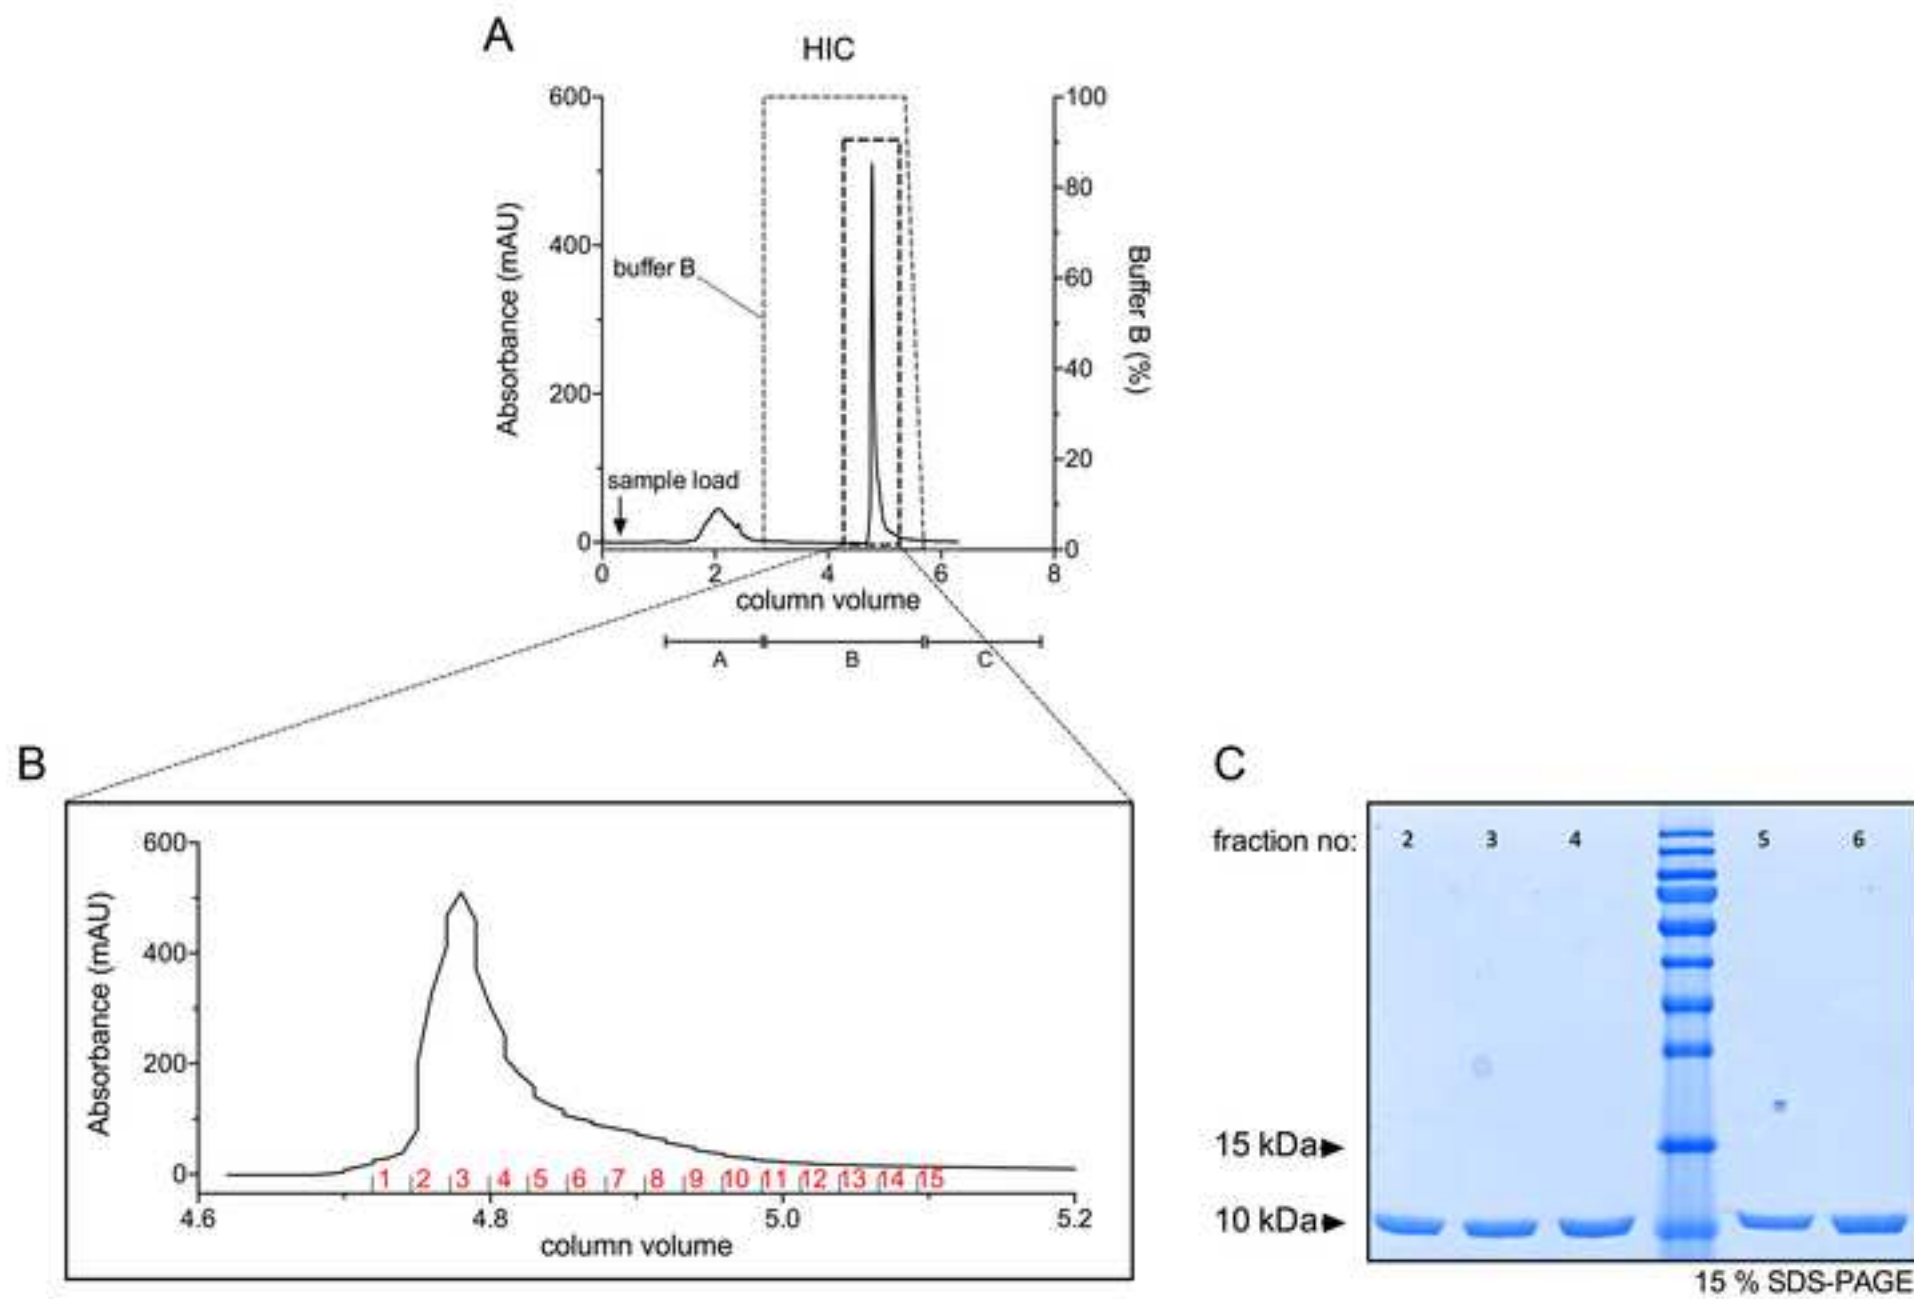 A
HIC
600
400
200
0
Absorbance (mAU)
100
80
60
40
20
0
Buffer B (%)
buffer B
sample load
0 2 4 6 8
column volume
A B C
B
600
400
200
0
Absorbance (mAU)
1 2 3 4 5 6 7 8 9 10 11 12 13 14 15
4.6 4.8 5.0 5.2
column volume
C
fraction no: 2 3 4 5 6
15 kDa
10 kDa
15 % SDS-PAGE